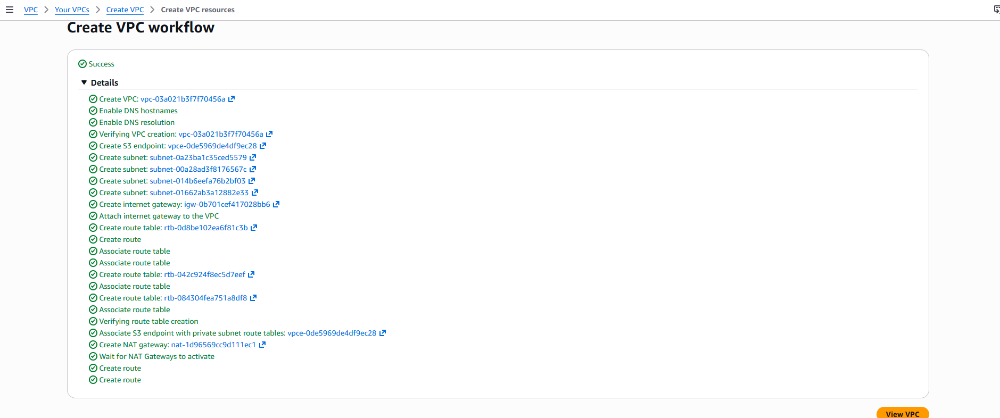 VPC > Your VPCs > Create VPC > Create VPC resources
Create VPC workflow
Success
Details
Create VPC: vpc-03a021b3f7f70456a
Enable DNS hostnames
Enable DNS resolution
Verifying VPC creation: vpc-03a021b3f7f70456a
Create S3 endpoint: vpce-0de5969de4df9ec28
Create subnet: subnet-0a23ba1c35ced5579
Create subnet: subnet-00a28ad3f8176567c
Create subnet: subnet-014b6eefa76b2bf03
Create subnet: subnet-01662ab3a12882e33
Create internet gateway: igw-0b701cef417028bb6
Attach internet gateway to the VPC
Create route table: rtb-0d8be102ea6f81c3b
Create route
Associate route table
Associate route table
Create route table: rtb-042c924f8ec5d7eef
Associate route table
Create route table: rtb-084304fea751a8df8
Associate route table
Verifying route table creation
Associate S3 endpoint with private subnet route tables: vpce-0de5969de4df9ec28
Create NAT gateway: nat-1d96569cc9d111ec1
Wait for NAT Gateways to activate
Create route
Create route
View VPC